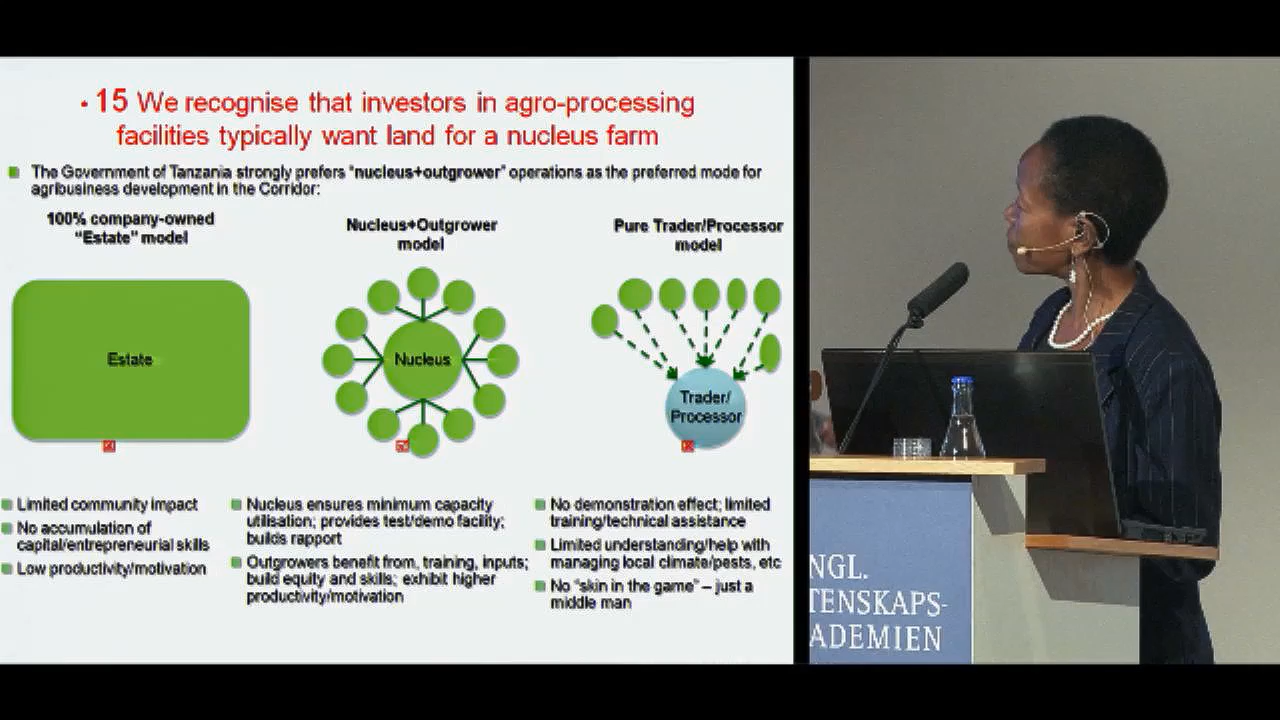 • 15 We recognise that investors in agro-processing
facilities typically want land for a nucleus farm
The Government of Tanzania strongly prefers "nucleus+outgrower" operations as the preferred mode for
agribusiness development in the Corridor:
100% company-owned
"Estate" model
Estate
Limited community impact
No accumulation of
capital/entrepreneurial skills
Low productivity/motivation
Nucleus+Outgrower
model
Nucleus
Nucleus ensures minimum capacity
utilisation; provides test/demo facility;
builds rapport
Outgrowers benefit from, training, inputs;
build equity and skills; exhibit higher
productivity/motivation
Pure Trader/Processor
model
Trader/
Processor
No demonstration effect; limited
training/technical assistance
Limited understanding/help with
managing local climate/pests, etc
No "skin in the game" – just a
middle man
NGL.
TENSKAPS-
ADEMIEN